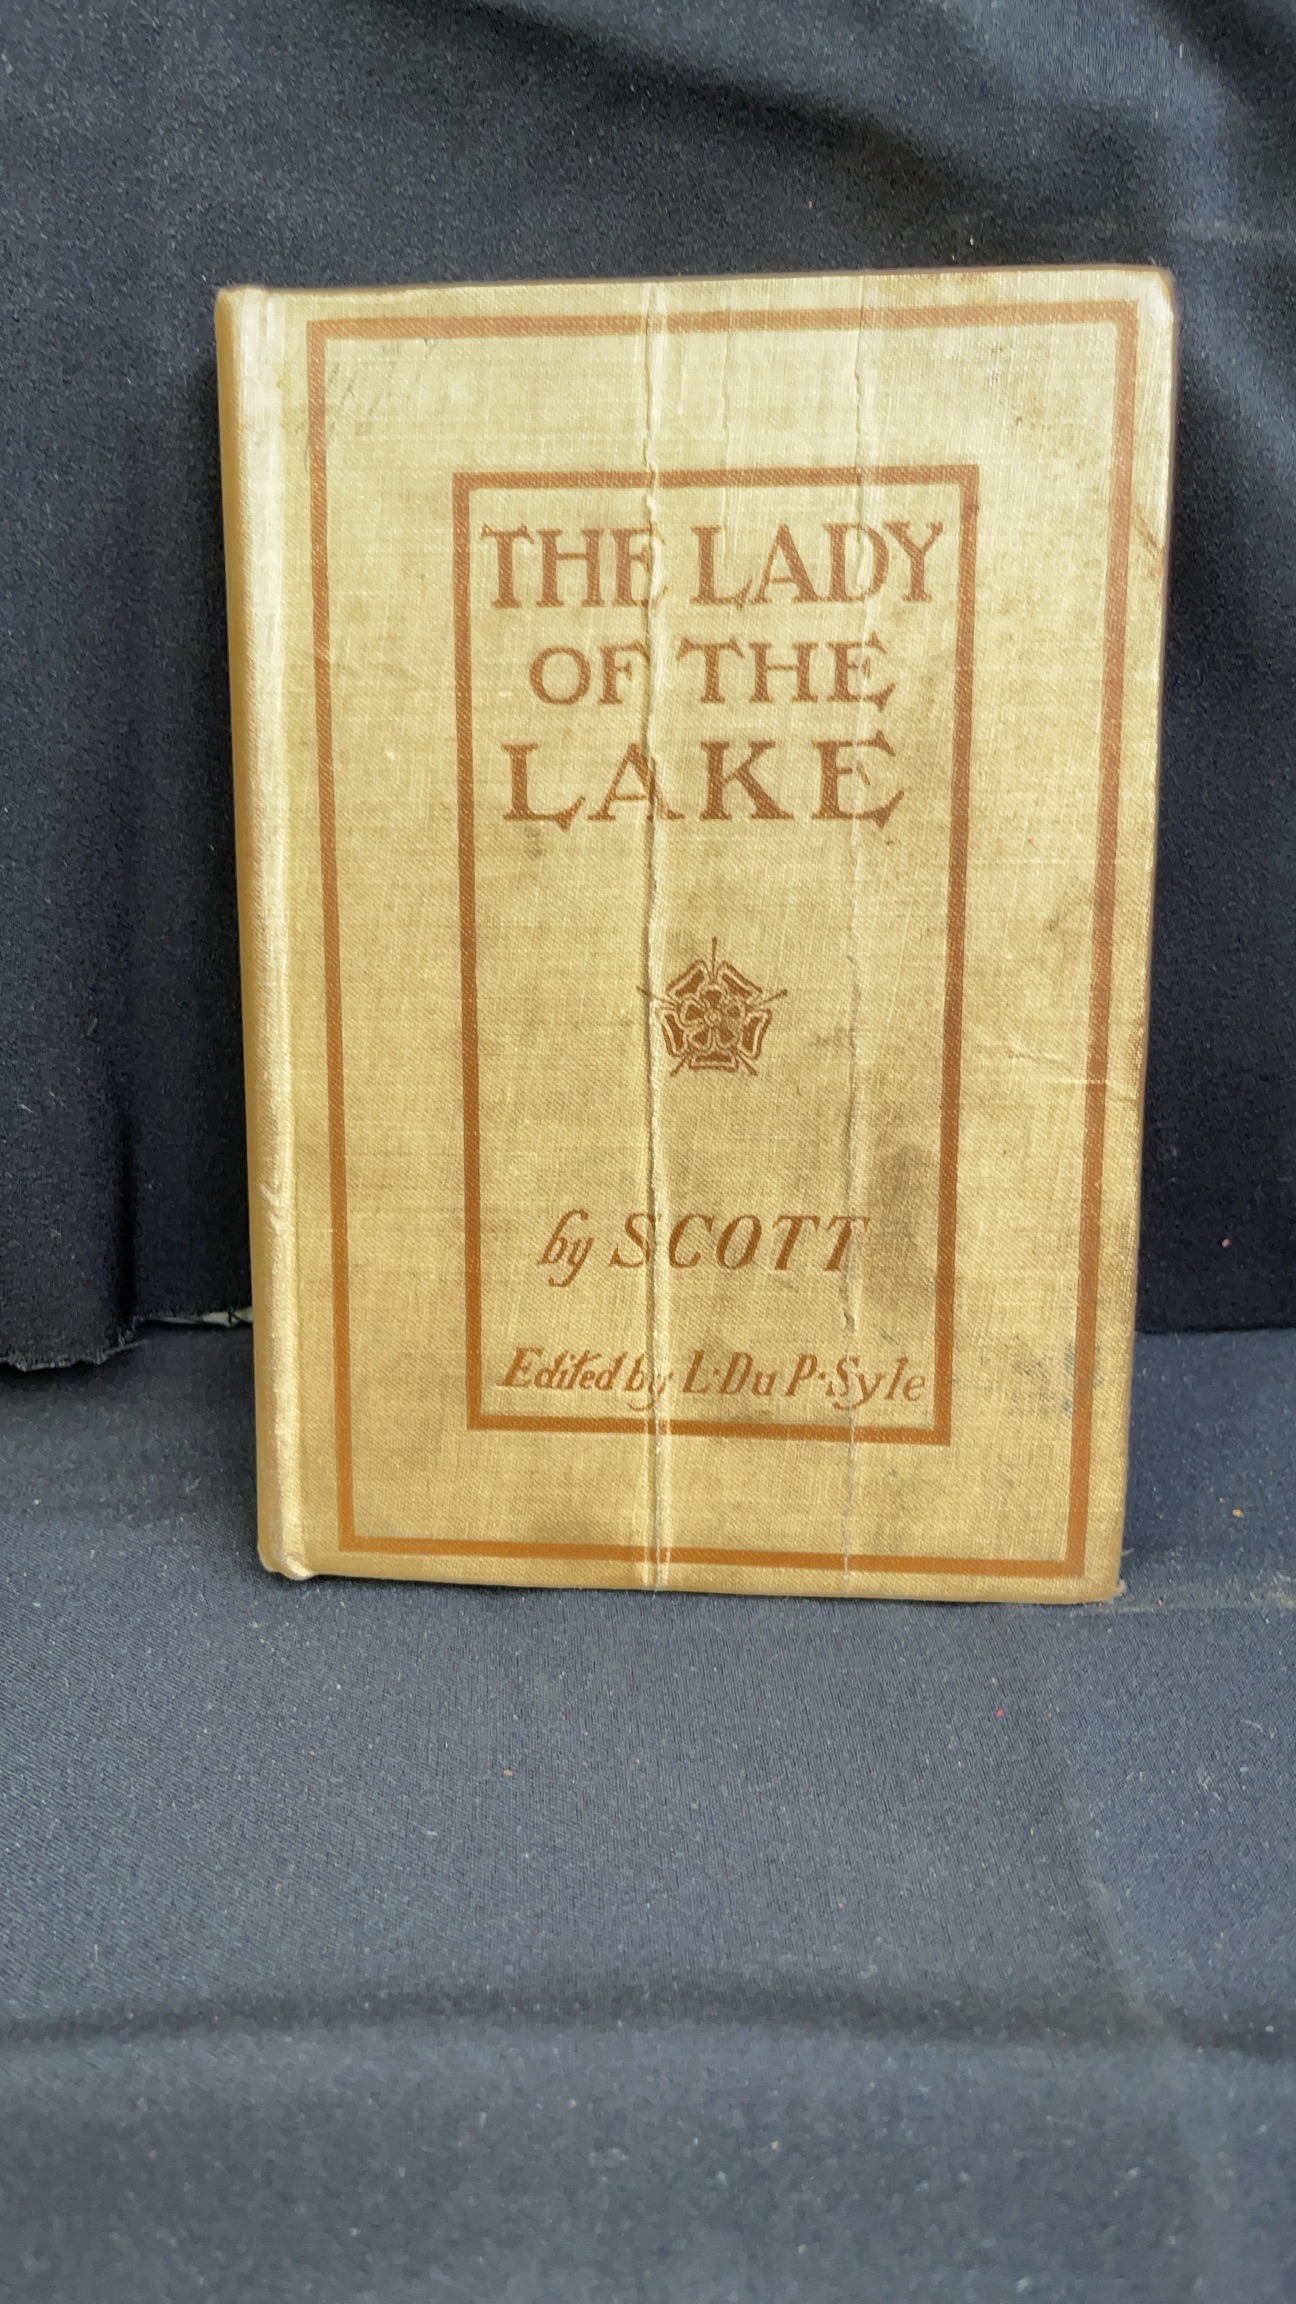 THE LADY
OF THE
LAKE
by SCOTT
Edited by L·Du P·Syle